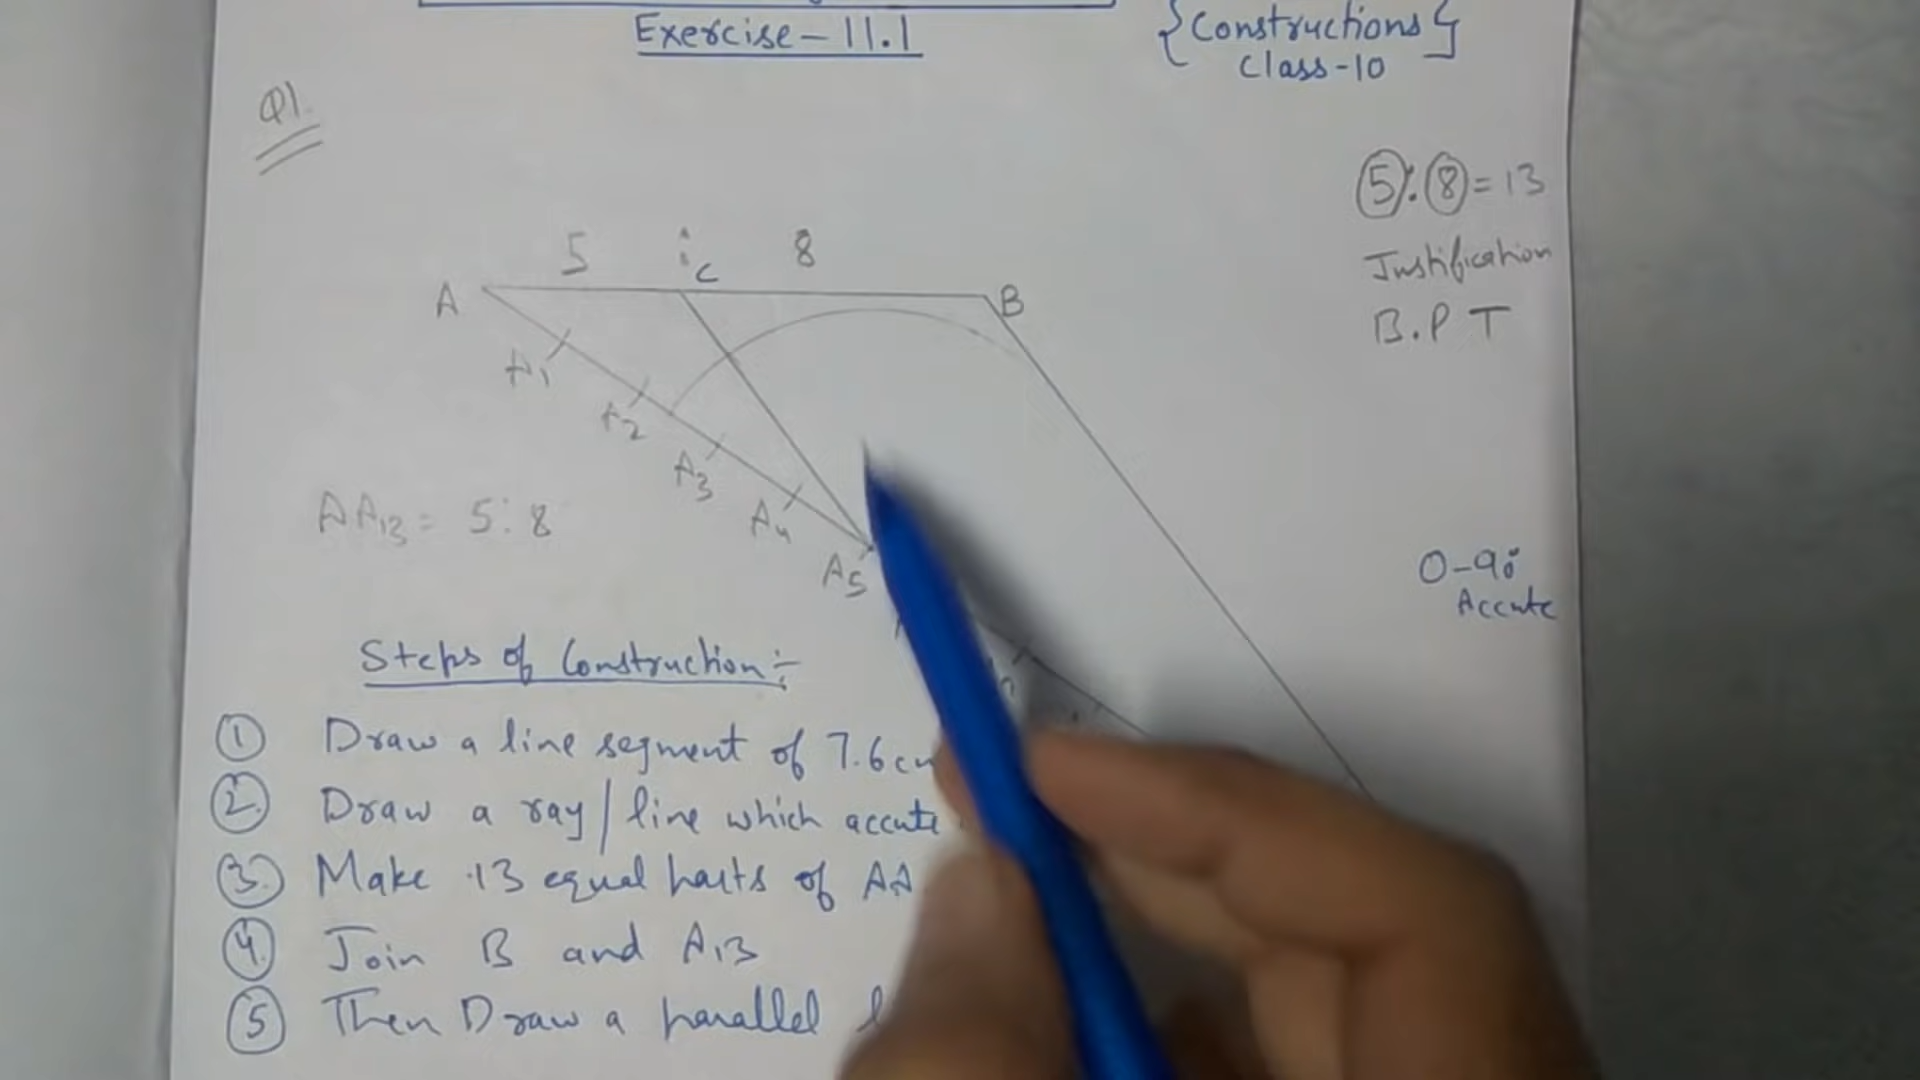 Exercise - 11.1
{Constructions}
Class-10
Q1.
5 : 8 = 13
Justification
B.P T
5 : 8
A C B
A1
A2
A3
A4
A5
AA13 = 5:8
0-90°
Accute
Steps of Construction:-
1 Draw a line segment of 7.6cm
2. Draw a ray/line which accute
3. Make 13 equal parts of AA
4. Join B and A13
5 Then Draw a parallel